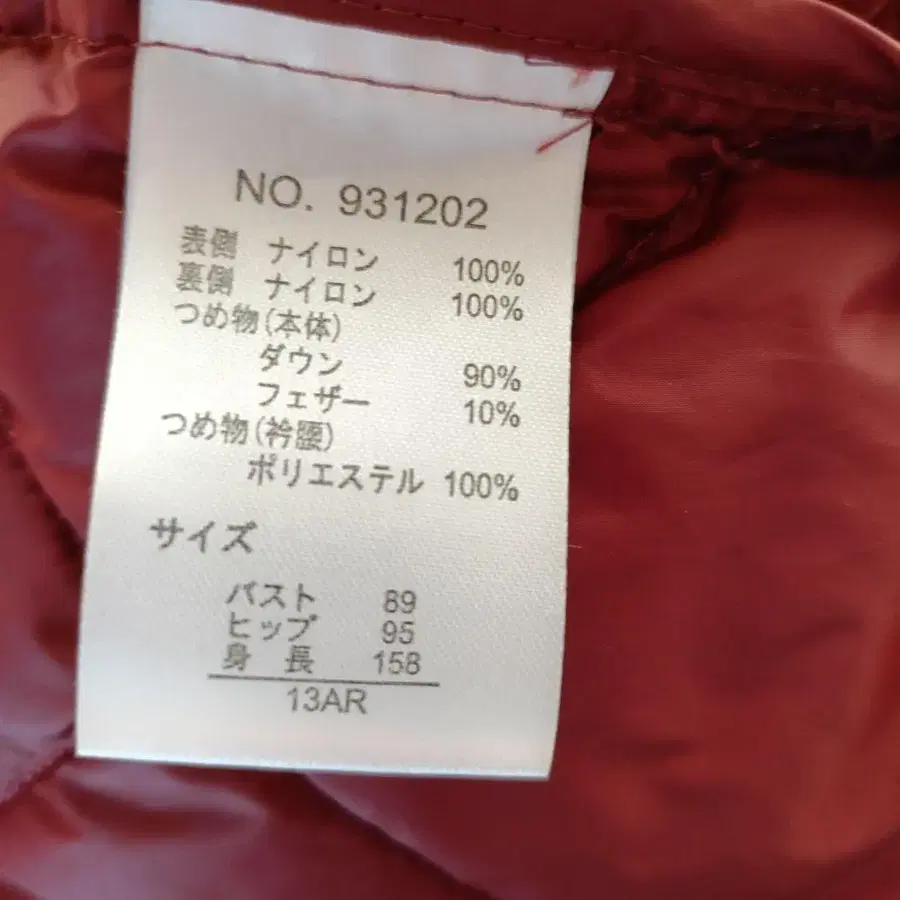 NO. 931202
表側 ナイロン 100%
裏側 ナイロン 100%
つめ物(本体)
ダウン 90%
フェザー 10%
つめ物(衿腰)
ポリエステル 100%
サイズ
バスト 89
ヒップ 95
身長 158
13AR